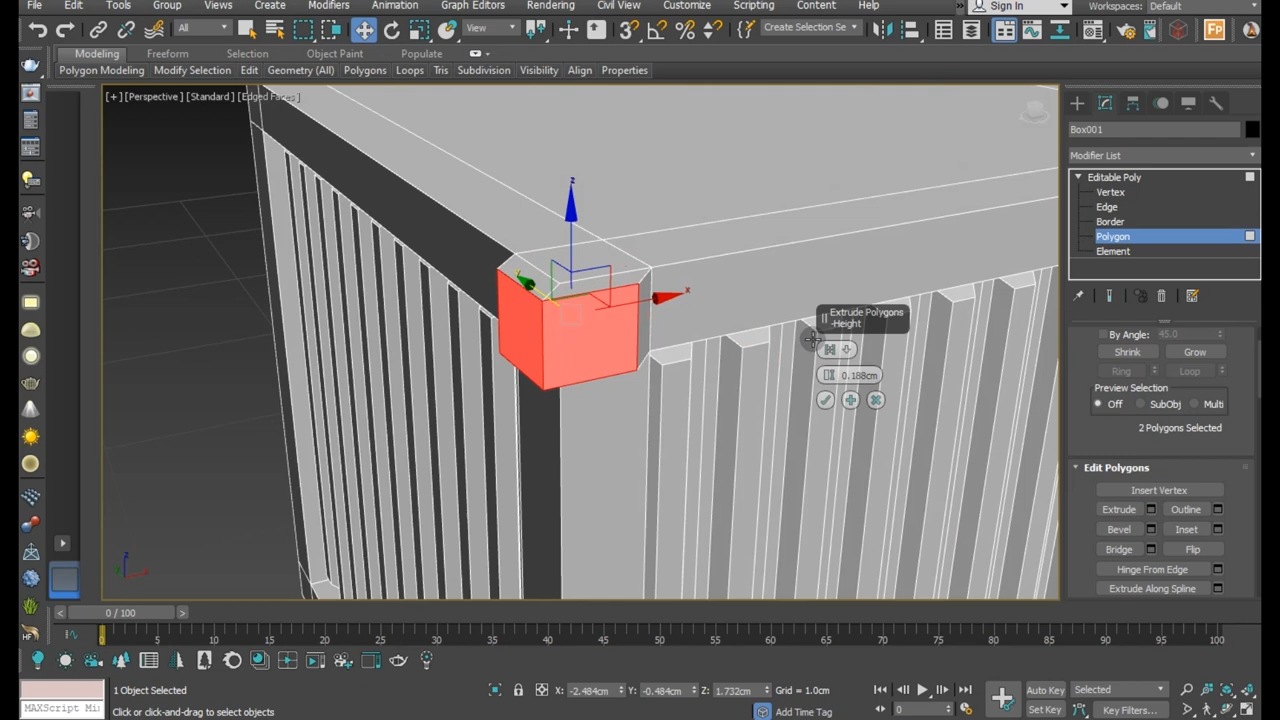 File Edit Tools Group Views Create Modifiers Animation Graph Editors Rendering Civil View Customize Scripting Content Help » Sign In Workspaces: Default
All View Create Selection Se
Modeling Freeform Selection Object Paint Populate
Polygon Modeling Modify Selection Edit Geometry (All) Polygons Loops Tris Subdivision Visibility Align Properties
[+] [Perspective] [Standard] [Edged Faces]
Box001
Modifier List
Editable Poly
Vertex
Edge
Border
Polygon
Element
z
y
x
Extrude Polygons
-Height
0.188cm
By Angle: 45.0
Shrink Grow
Ring Loop
Preview Selection
Off SubObj Multi
2 Polygons Selected
Edit Polygons
Insert Vertex
Extrude Outline
Bevel Inset
Bridge Flip
Hinge From Edge
Extrude Along Spline
z
< 0 / 100 >
0 5 10 15 20 25 30 35 40 45 50 55 60 65 70 75 80 85 90 95 100
1 Object Selected X: -2.484cm Y: -0.484cm Z: 1.732cm Grid = 1.0cm Auto Key Selected
MAXScript Mi Click or click-and-drag to select objects Add Time Tag 0 Set Key Key Filters...